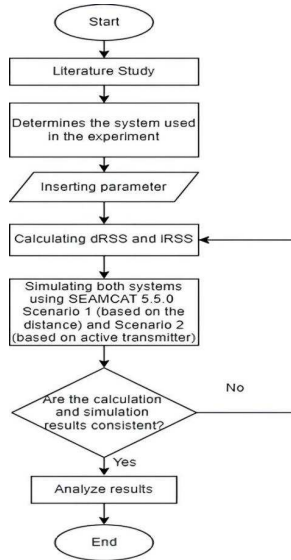 Start
Literature Study
Determines the system used
in the experiment
Inserting parameter
Calculating dRSS and iRSS
Simulating both systems
using SEAMCAT 5.5.0
Scenario 1 (based on the
distance) and Scenario 2
(based on active transmitter)
Are the calculation
and simulation
results consistent?
No
Yes
Analyze results
End